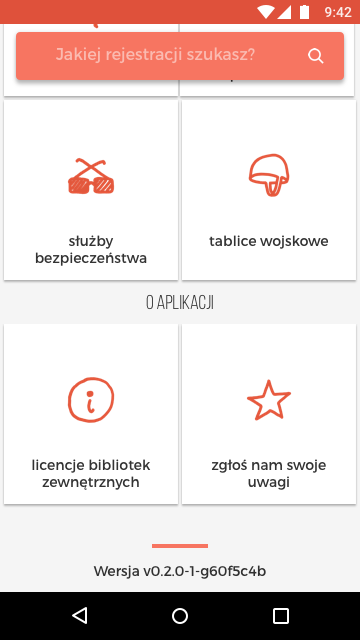 9:42
Jakiej rejestracji szukasz?
służby
bezpieczeństwa
tablice wojskowe
O APLIKACJI
licencje bibliotek
zewnętrznych
zgłoś nam swoje
uwagi
Wersja v0.2.0-1-g60f5c4b